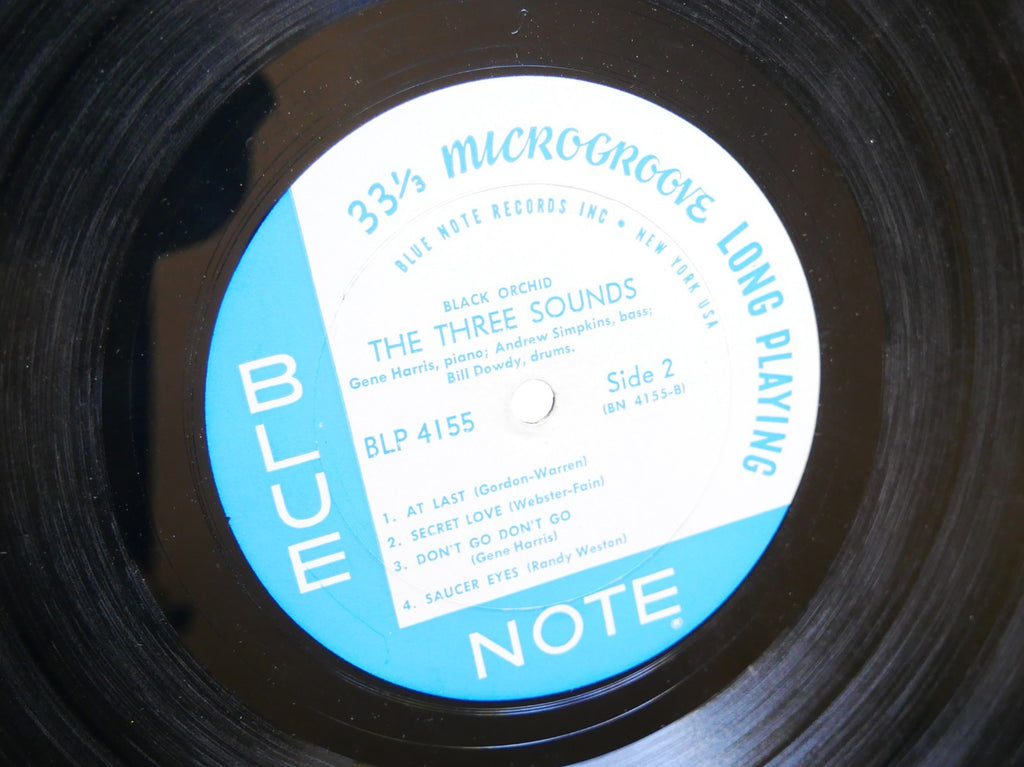 33⅓ MICROGROOVE LONG PLAYING
BLUE NOTE RECORDS INC • NEW YORK USA
BLACK ORCHID
THE THREE SOUNDS
Gene Harris, piano; Andrew Simpkins, bass;
Bill Dowdy, drums.
BLP 4155
Side 2
(BN 4155-B)
1. AT LAST (Gordon-Warren)
2. SECRET LOVE (Webster-Fain)
3. DON'T GO DON'T GO
(Gene Harris)
4. SAUCER EYES (Randy Weston)
BLUE
NOTE®